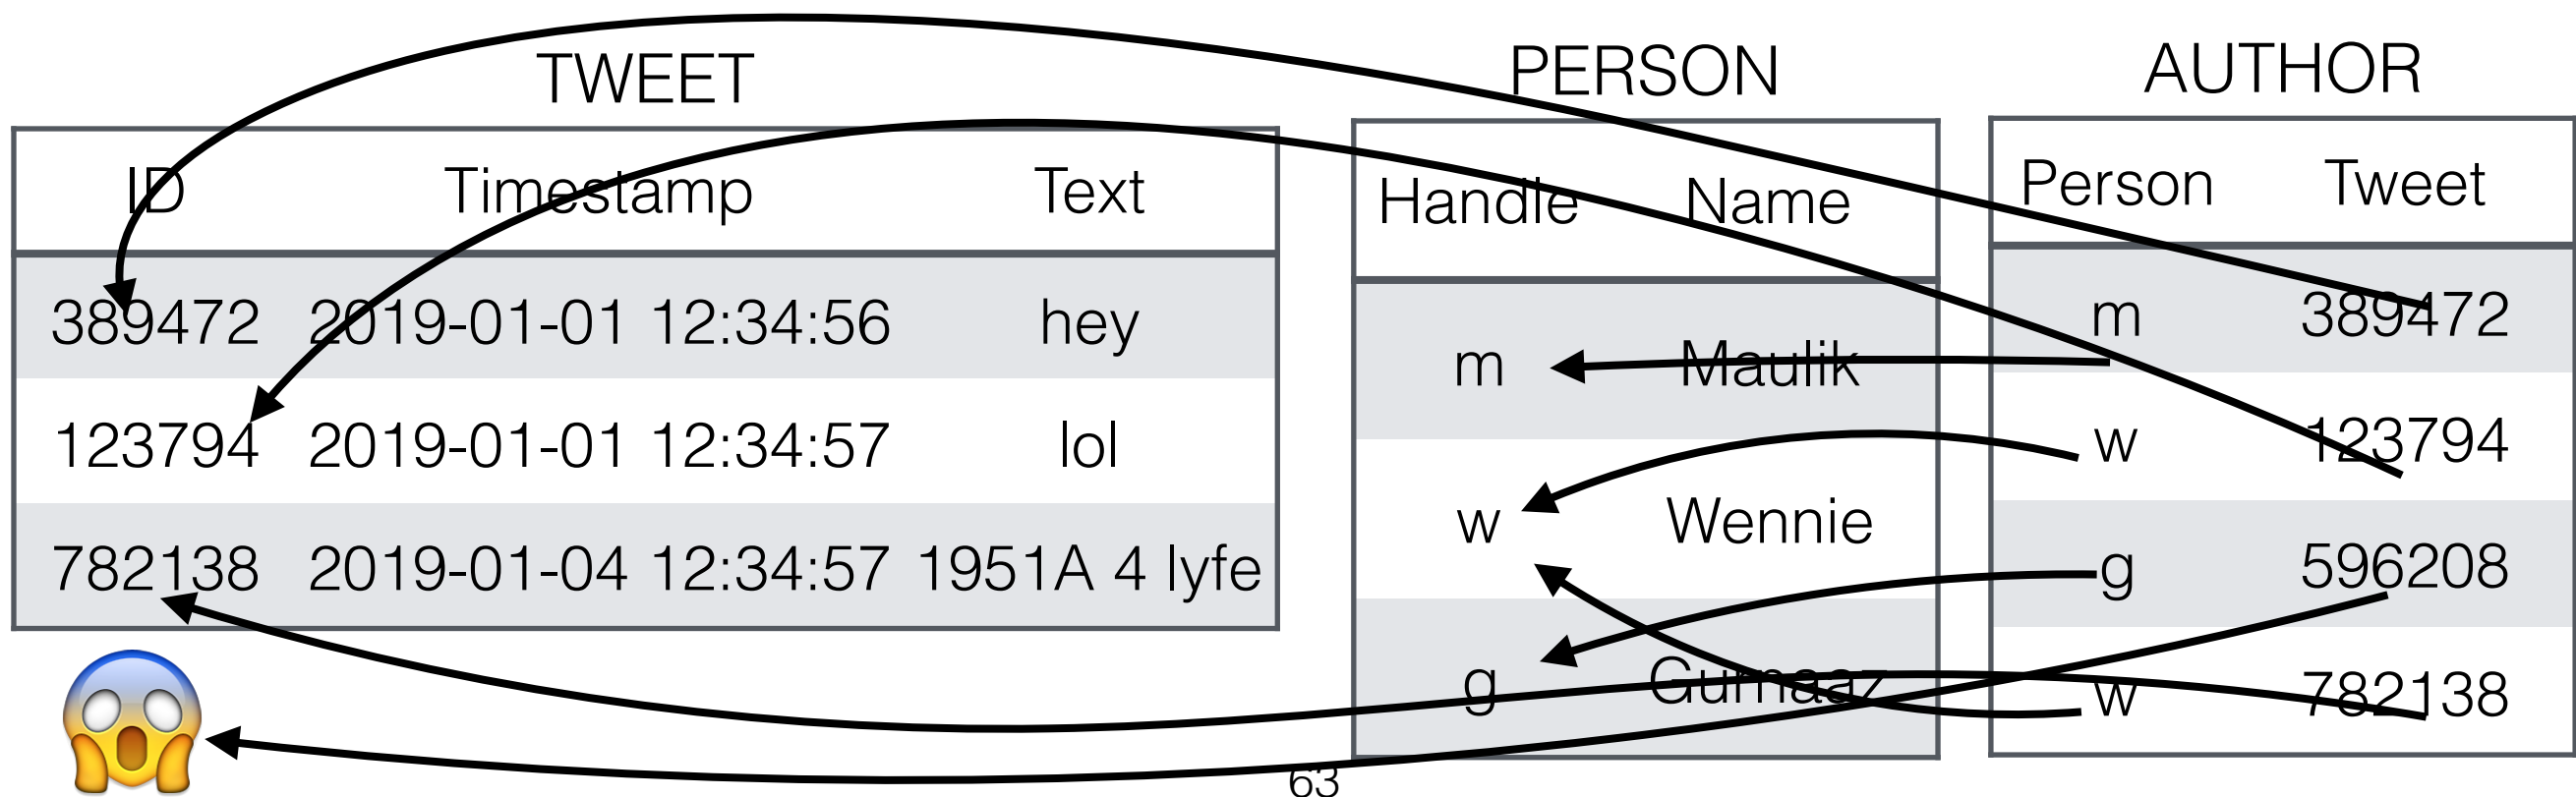 TWEET
ID Timestamp Text
389472 2019-01-01 12:34:56 hey
123794 2019-01-01 12:34:57 lol
782138 2019-01-04 12:34:57 1951A 4 lyfe
PERSON
Handle Name
m Maulik
w Wennie
g Gurnaaz
AUTHOR
Person Tweet
m 389472
w 123794
g 596208
w 782138
63